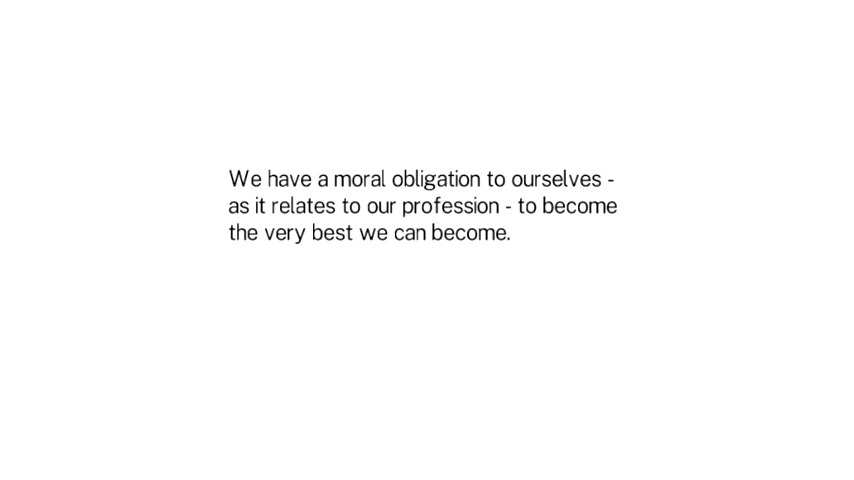 We have a moral obligation to ourselves -
as it relates to our profession - to become
the very best we can become.